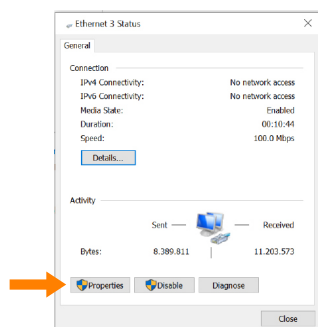 Ethernet 3 Status
General
Connection
IPv4 Connectivity: No network access
IPv6 Connectivity: No network access
Media State: Enabled
Duration: 00:10:44
Speed: 100.0 Mbps
Details...
Activity
Sent — Received
Bytes: 8.389.811 | 11.203.573
Properties Disable Diagnose
Close